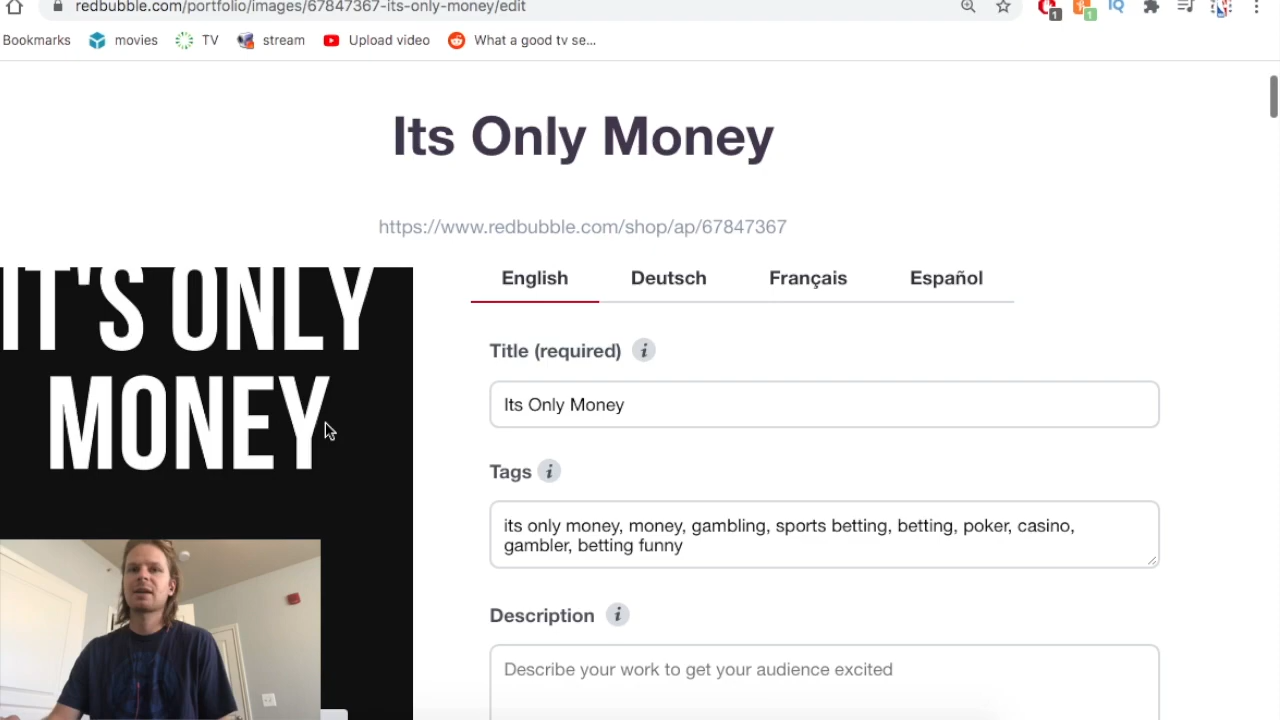 redbubble.com/portfolio/images/67847367-its-only-money/edit
1
1
IQ
Bookmarks movies TV stream Upload video What a good tv se...
Its Only Money
https://www.redbubble.com/shop/ap/67847367
IT'S ONLY
MONEY
English Deutsch Français Español
Title (required) i
Its Only Money
Tags i
its only money, money, gambling, sports betting, betting, poker, casino,
gambler, betting funny
Description i
Describe your work to get your audience excited